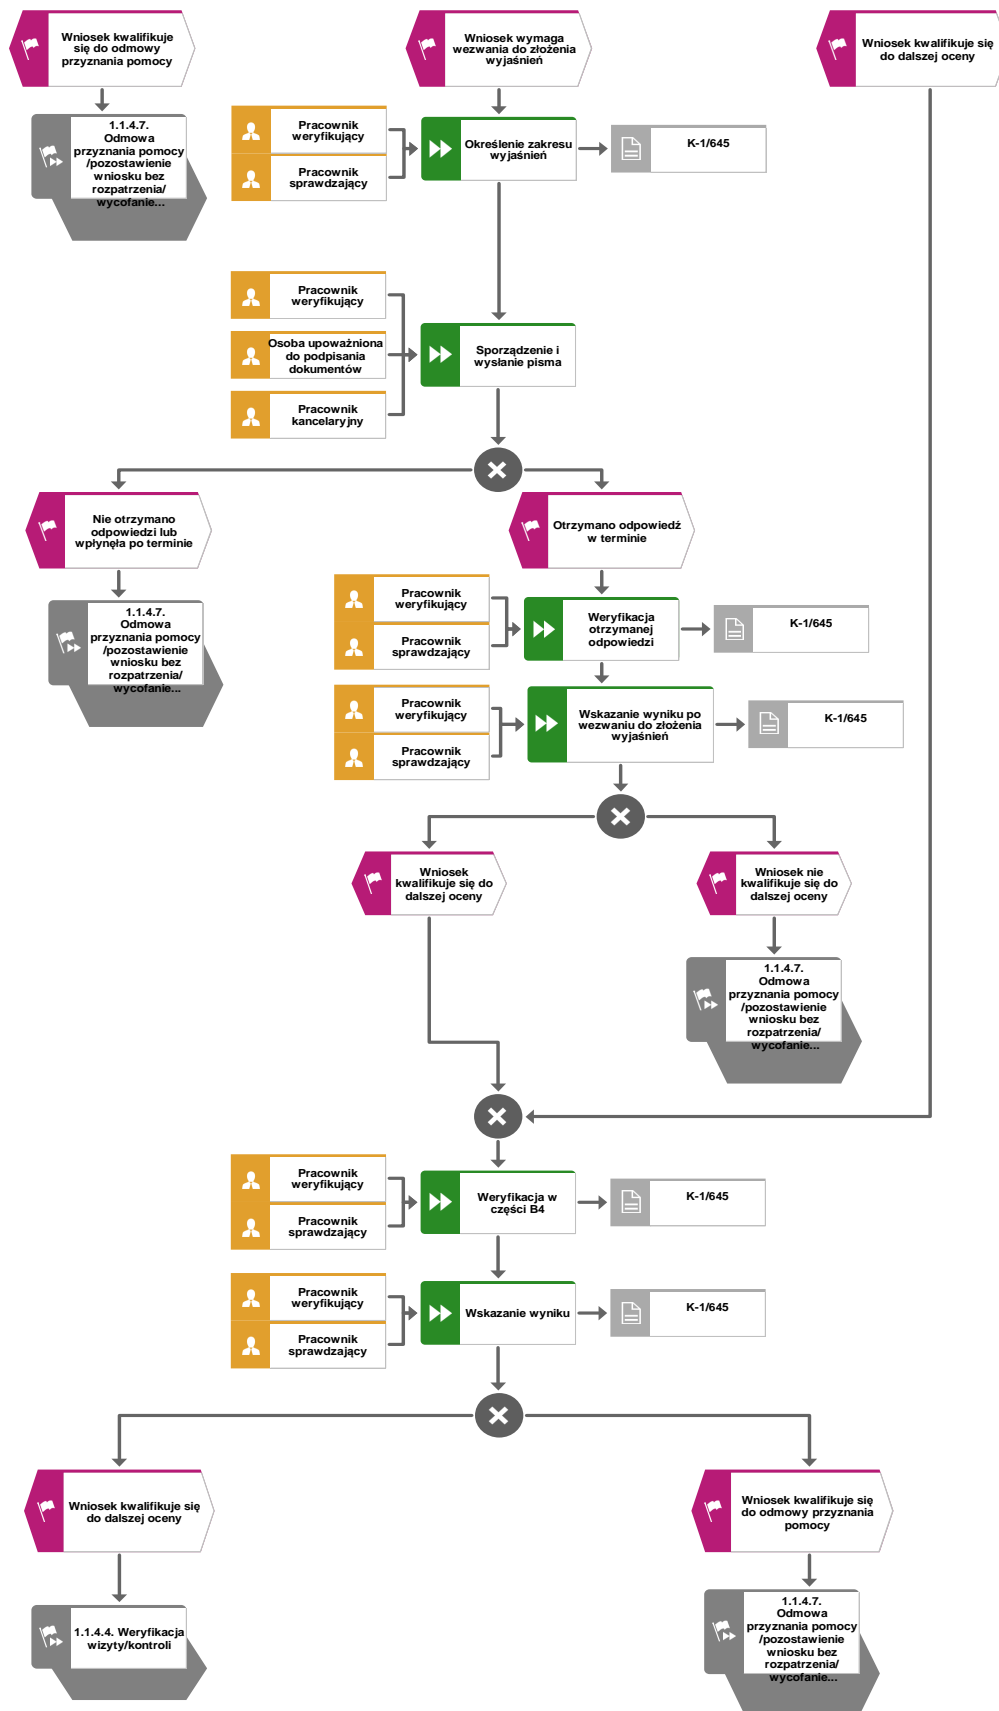 Wniosek kwalifikuje
się do odmowy
przyznania pomocy
Wniosek wymaga
wezwania do złożenia
wyjaśnień
Wniosek kwalifikuje się
do dalszej oceny
1.1.4.7.
Odmowa
przyznania pomocy
/pozostawienie
wniosku bez
rozpatrzenia/
wycofanie...
Pracownik
weryfikujący
Pracownik
sprawdzający
Określenie zakresu
wyjaśnień
K-1/645
Pracownik
weryfikujący
Osoba upoważniona
do podpisania
dokumentów
Pracownik
kancelaryjny
Sporządzenie i
wysłanie pisma
Nie otrzymano
odpowiedzi lub
wpłynęła po terminie
Otrzymano odpowiedź
w terminie
1.1.4.7.
Odmowa
przyznania pomocy
/pozostawienie
wniosku bez
rozpatrzenia/
wycofanie...
Pracownik
weryfikujący
Pracownik
sprawdzający
Weryfikacja
otrzymanej
odpowiedzi
K-1/645
Pracownik
weryfikujący
Pracownik
sprawdzający
Wskazanie wyniku po
wezwaniu do złożenia
wyjaśnień
K-1/645
Wniosek
kwalifikuje się do
dalszej oceny
Wniosek nie
kwalifikuje się do
dalszej oceny
1.1.4.7.
Odmowa
przyznania pomocy
/pozostawienie
wniosku bez
rozpatrzenia/
wycofanie...
Pracownik
weryfikujący
Pracownik
sprawdzający
Weryfikacja w
części B4
K-1/645
Pracownik
weryfikujący
Pracownik
sprawdzający
Wskazanie wyniku
K-1/645
Wniosek kwalifikuje się
do dalszej oceny
Wniosek kwalifikuje się
do odmowy przyznania
pomocy
1.1.4.4. Weryfikacja
wizyty/kontroli
1.1.4.7.
Odmowa
przyznania pomocy
/pozostawienie
wniosku bez
rozpatrzenia/
wycofanie...